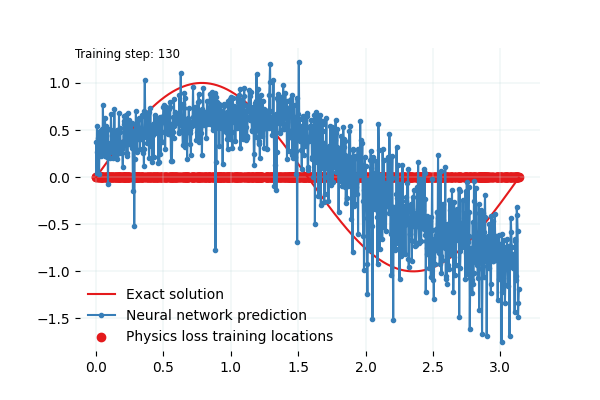 Training step: 130
1.0
0.5
0.0
−0.5
−1.0
−1.5
Exact solution
Neural network prediction
Physics loss training locations
0.0 0.5 1.0 1.5 2.0 2.5 3.0